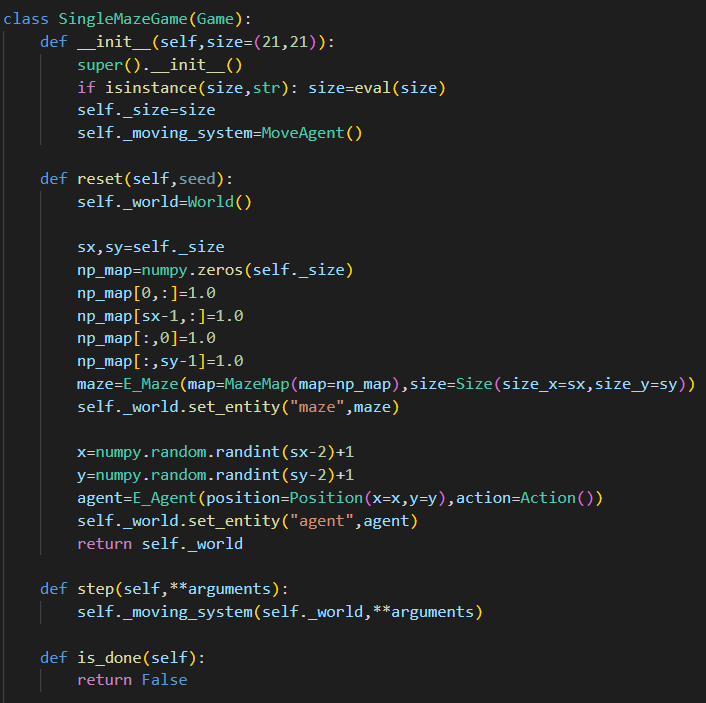 class SingleMazeGame(Game):
    def __init__(self,size=(21,21)):
        super().__init__()
        if isinstance(size,str): size=eval(size)
        self._size=size
        self._moving_system=MoveAgent()

    def reset(self,seed):
        self._world=World()

        sx,sy=self._size
        np_map=numpy.zeros(self._size)
        np_map[0,:]=1.0
        np_map[sx-1,:]=1.0
        np_map[:,0]=1.0
        np_map[:,sy-1]=1.0
        maze=E_Maze(map=MazeMap(map=np_map),size=Size(size_x=sx,size_y=sy))
        self._world.set_entity("maze",maze)

        x=numpy.random.randint(sx-2)+1
        y=numpy.random.randint(sy-2)+1
        agent=E_Agent(position=Position(x=x,y=y),action=Action())
        self._world.set_entity("agent",agent)
        return self._world

    def step(self,**arguments):
        self._moving_system(self._world,**arguments)

    def is_done(self):
        return False